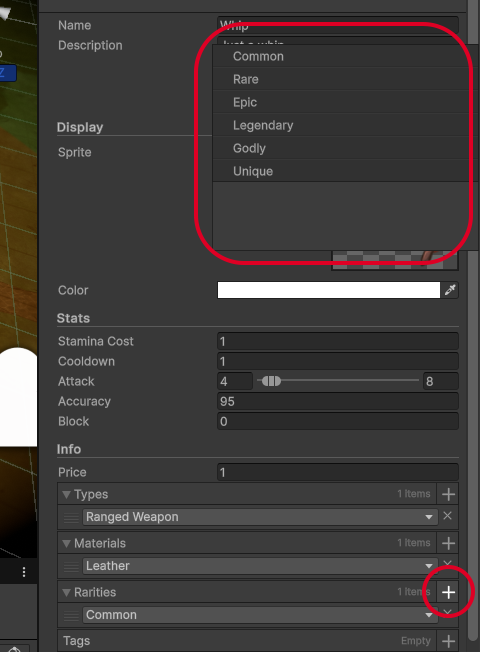 Z
Name Whip
Description Just a whip
Common
Rare
Epic
Legendary
Display
Godly
Sprite
Unique
Color
Stats
Stamina Cost 1
Cooldown 1
Attack 4 8
Accuracy 95
Block 0
Info
Price 1
Types 1 Items
Ranged Weapon
Materials 1 Items
Leather
Rarities 1 Items
Common
Tags Empty